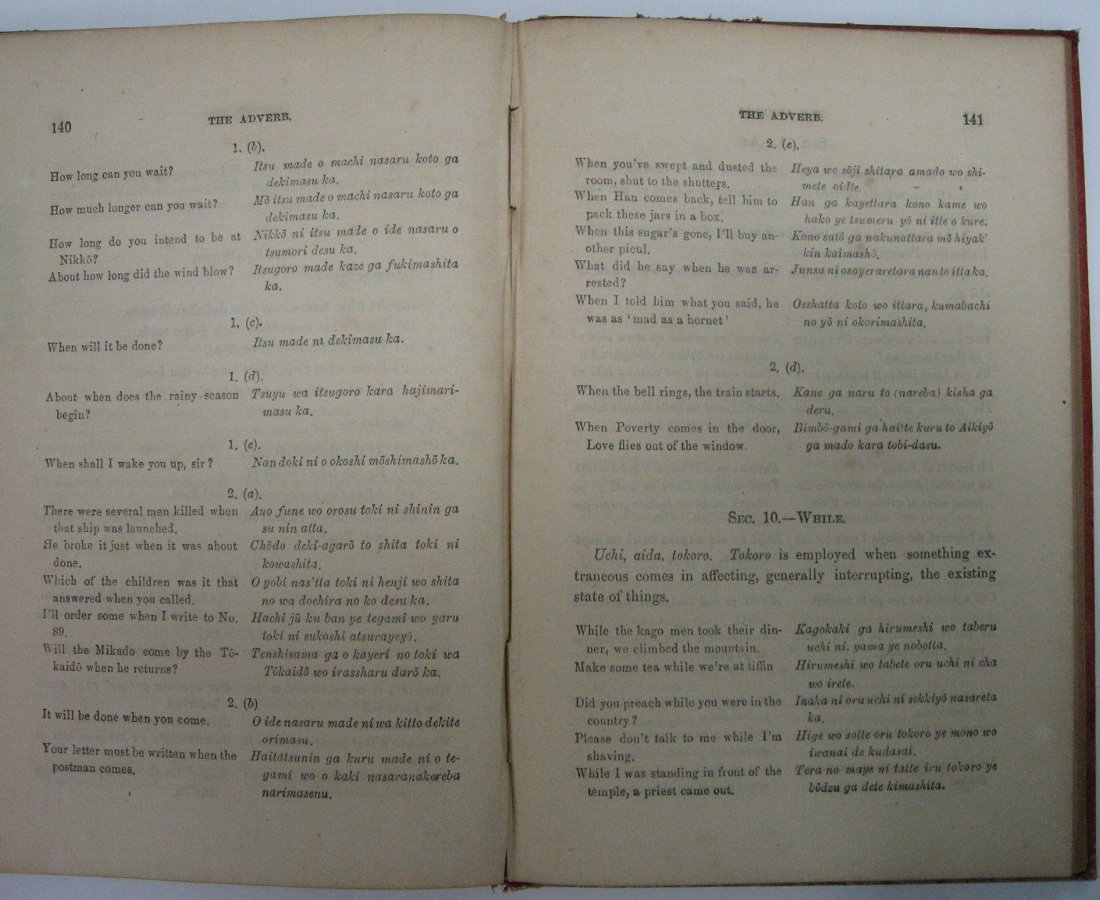 140
THE ADVERB.
1. (b).
How long can you wait?
Itsu made o machi nasaru koto ga
dekimasu ka.
How much longer can you wait?
Mō itsu made o machi nasaru koto ga
dekimasu ka.
How long do you intend to be at
Nikkō?
Nikkō ni itsu made o ide nasaru o
tsumori desu ka.
About how long did the wind blow?
Itsugoro made kaze ga fukimashita
ka.
1. (c).
When will it be done?
Itsu made ni dekimasu ka.
1. (d).
About when does the rainy season
begin?
Tsuyu wa itsugoro kara hajimari-
masu ka.
1. (e).
When shall I wake you up, sir?
Nandoki ni o okoshi mōshimashō ka.
2. (a).
There were several men killed when
that ship was launched.
Ano fune wo orosu toki ni shinin ga
su nin atta.
He broke it just when it was about
done.
Chōdo deki-agarō to shita toki ni
kowashita.
Which of the children was it that
answered when you called.
O yobi nas'tta toki ni henji wo shita
no wa dochira no ko desu ka.
I'll order some when I write to No.
89.
Hachi jū ku ban ye tegami wo yaru
toki ni sukoshi atsurayeyō.
Will the Mikado come by the Tō-
kaidō when he returns?
Tenshisama ga o kayeri no toki wa
Tōkaidō wo irassharu darō ka.
2. (b)
It will be done when you come.
O ide nasaru made ni wa kitto dekite
orimasu.
Your letter must be written when the
postman comes.
Haitatsunin ga kuru made ni o te-
gami wo o kaki nasaranakereba
narimasenu.
THE ADVERB.
141
2. (c).
When you've swept and dusted the
room, shut to the shutters.
Heya wo sōji shitara amado wo shi-
mete oidte.
When Han comes back, tell him to
pack these jars in a box.
Han ga kayettara kono kame wo
hako ye tsumeru yō ni itte o kure.
When this sugar's gone, I'll buy an-
other picul.
Kono satō ga nakunattara mō hiyak'
kin kaimashō.
What did he say when he was ar-
rested?
Junsa ni osayeraretara nan to itta ka.
When I told him what you said, he
was as 'mad as a hornet'
Osshatta koto wo ittara, kumabachi
no yō ni okorimashita.
2. (d).
When the bell rings, the train starts.
Kane ga naru to (nareba) kisha ga
deru.
When Poverty comes in the door,
Love flies out of the window.
Bimbō-gami ga haitte kuru to Aikiyō
ga mado kara tobi-dasu.
SEC. 10.—WHILE.
Uchi, aida, tokoro. Tokoro is employed when something ex-
traneous comes in affecting, generally interrupting, the existing
state of things.
While the kago men took their din-
ner, we climbed the mountain.
Kagokaki ga hirumeshi wo taberu
uchi ni, yama ye nobotta.
Make some tea while we're at tiffin
Hirumeshi wo tabete oru uchi ni cha
wo irete.
Did you preach while you were in the
country?
Inaka ni oru uchi ni sekkiyō nasareta
ka.
Please don't talk to me while I'm
shaving.
Hige wo sotte oru tokoro ye mono wo
iwanai de kudasai.
While I was standing in front of the
temple, a priest came out.
Tera no maye ni tatte iru tokoro ye
bōdzu ga dete kimashita.